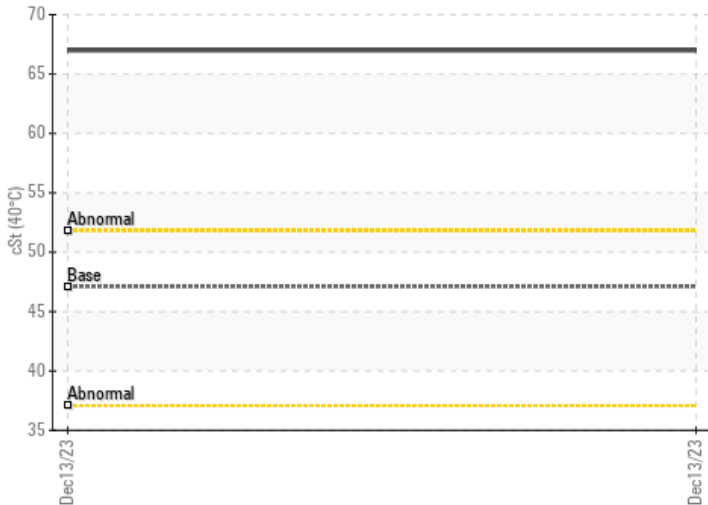 70
65
60
55
50
45
40
35
cSt (40°C)
Abnormal
Base
Abnormal
Dec13/23
Dec13/23